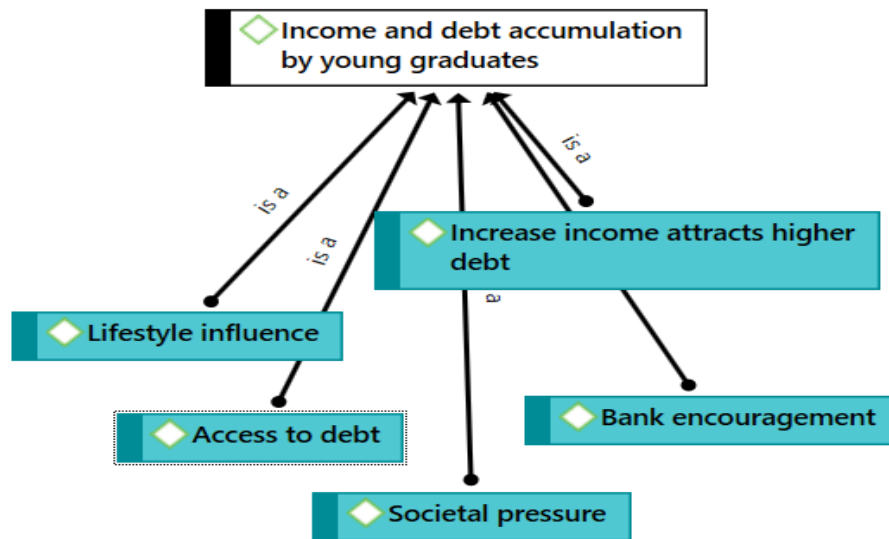 Income and debt accumulation
by young graduates
is a
is a
is a
Increase income attracts higher
debt
a
Lifestyle influence
Access to debt
Bank encouragement
Societal pressure